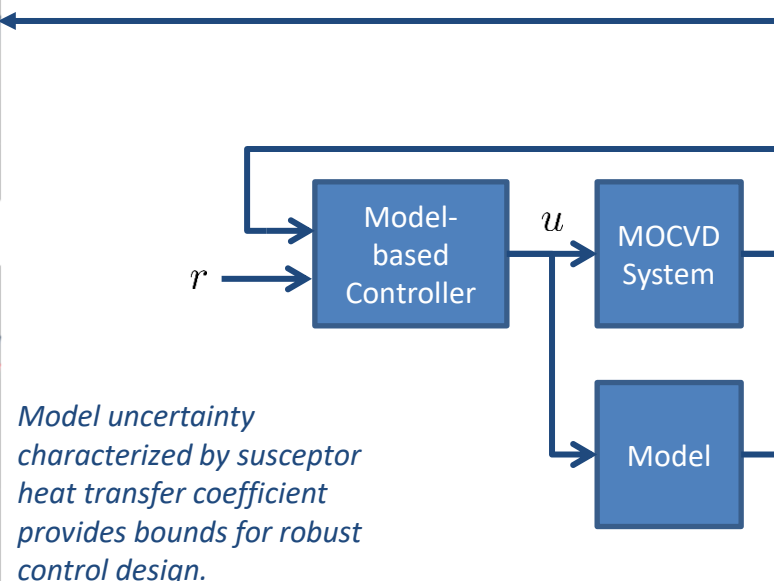 Model-
based
Controller
u
MOCVD
System
r
Model uncertainty
characterized by susceptor
heat transfer coefficient
provides bounds for robust
control design.
Model